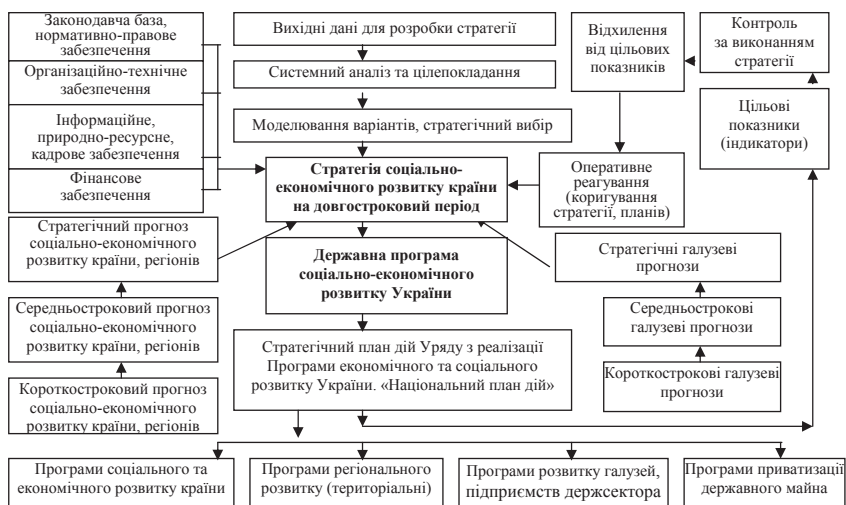 Законодавча база,
нормативно-правове
забезпечення
Організаційно-технічне
забезпечення
Інформаційне,
природно-ресурсне,
кадрове забезпечення
Фінансове
забезпечення
Вихідні дані для розробки стратегії
Системний аналіз та цілепокладання
Моделювання варіантів, стратегічний вибір
Стратегія соціально-
економічного розвитку країни
на довгостроковий період
Відхилення
від цільових
показників
Контроль
за виконанням
стратегії
Цільові
показники
(індикатори)
Оперативне
реагування
(коригування
стратегії, планів)
Стратегічний прогноз
соціально-економічного
розвитку країни, регіонів
Середньостроковий прогноз
соціально-економічного
розвитку країни, регіонів
Короткостроковий прогноз
соціально-економічного
розвитку країни, регіонів
Державна програма
соціально-економічного
розвитку України
Стратегічний план дій Уряду з реалізації
Програми економічного та соціального
розвитку України. «Національний план дій»
Стратегічні галузеві
прогнози
Середньострокові
галузеві прогнози
Короткострокові галузеві
прогнози
Програми соціального та
економічного розвитку країни
Програми регіонального
розвитку (територіальні)
Програми розвитку галузей,
підприємств держсектора
Програми приватизації
державного майна